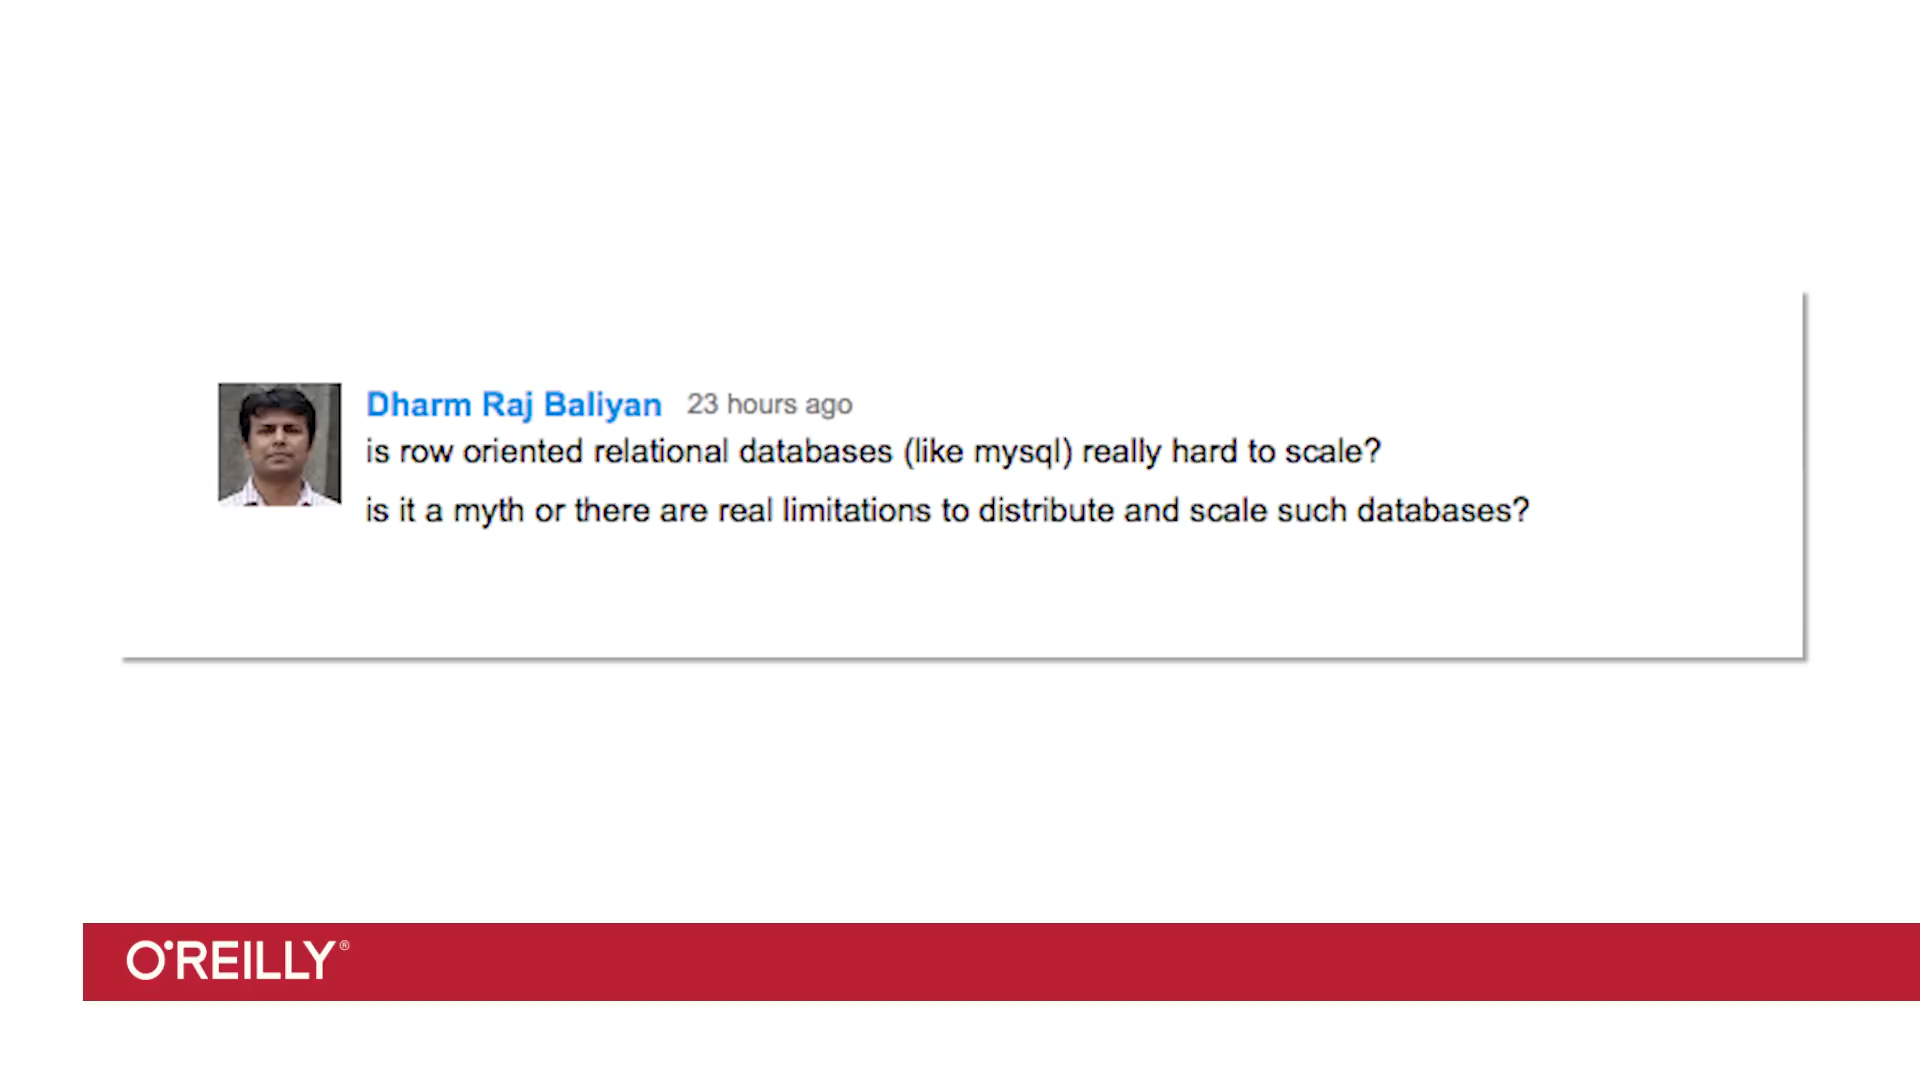 Dharm Raj Baliyan 23 hours ago
is row oriented relational databases (like mysql) really hard to scale?
is it a myth or there are real limitations to distribute and scale such databases?
O'REILLY®